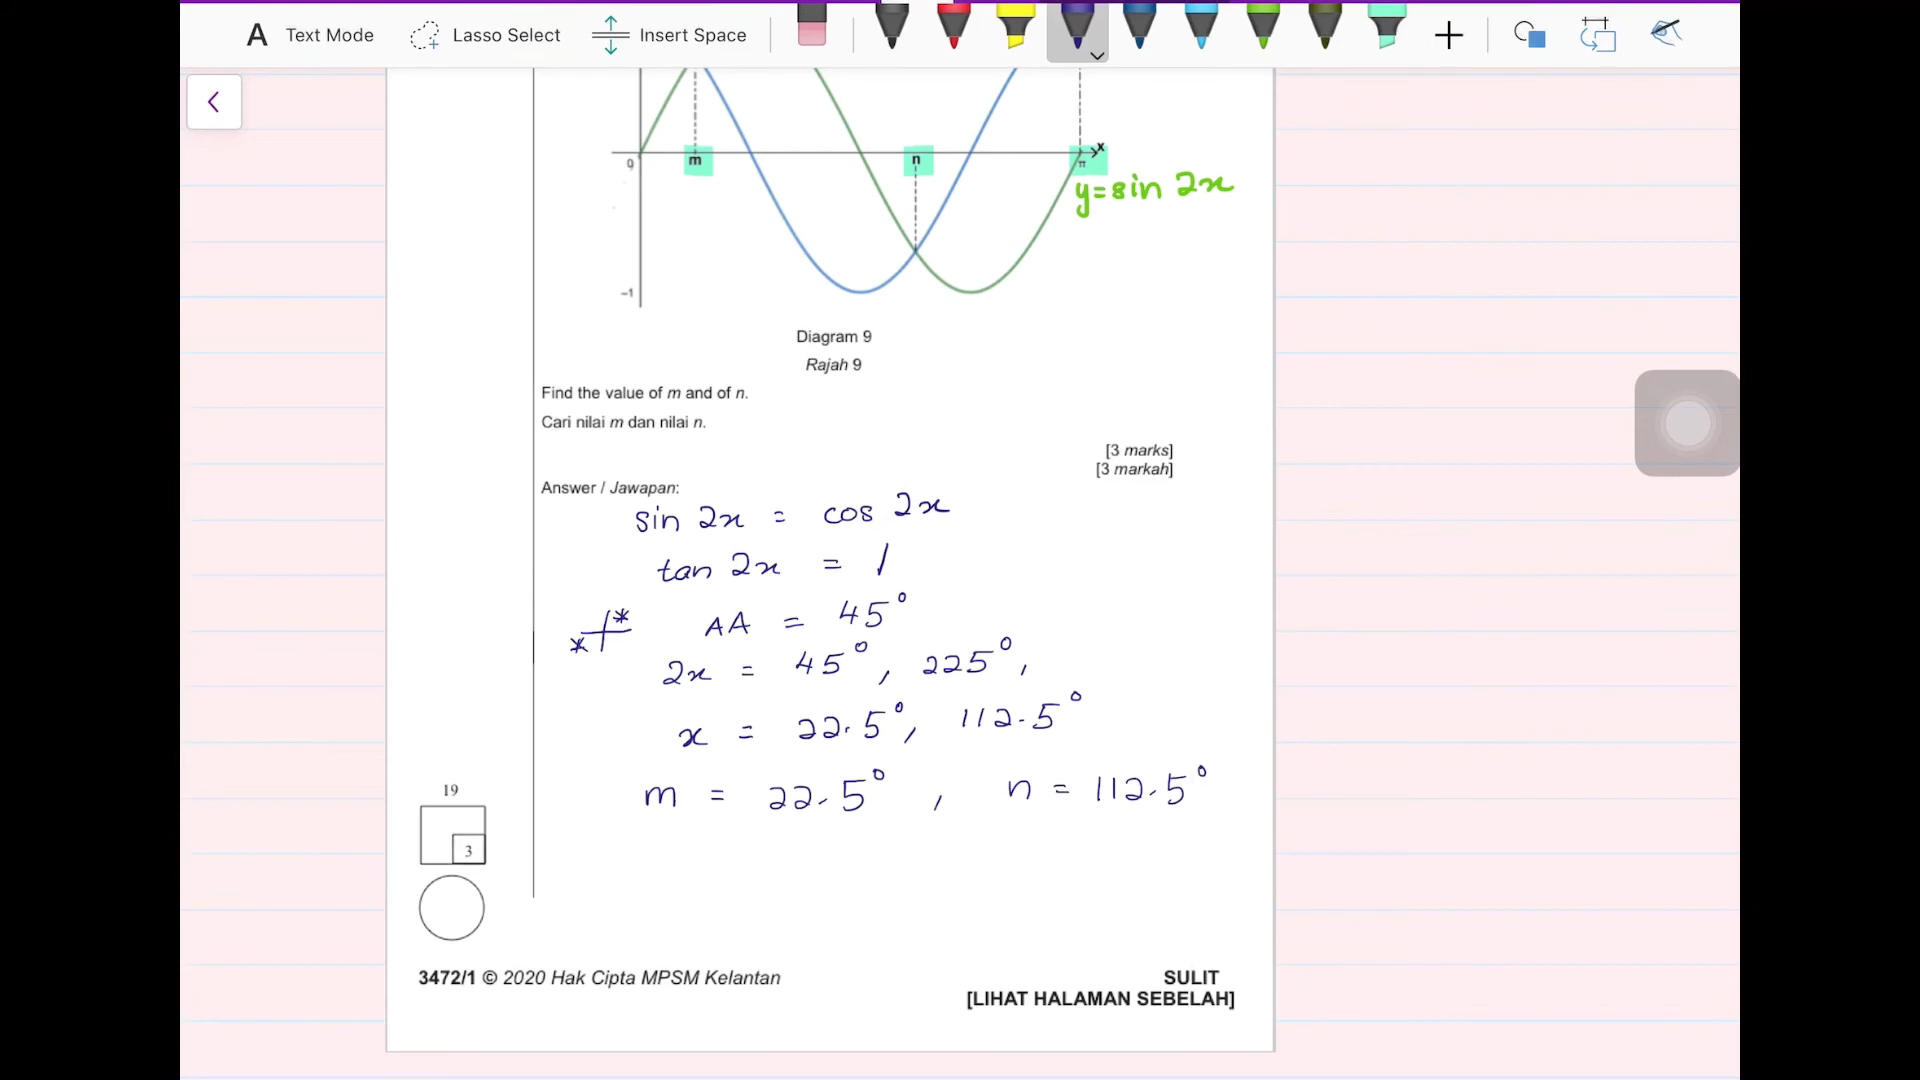 A Text Mode Lasso Select Insert Space
0 m n π x
y=sin 2x
−1
Diagram 9
Rajah 9
Find the value of m and of n.
Cari nilai m dan nilai n.
[3 marks]
[3 markah]
Answer / Jawapan:
sin 2x = cos 2x
tan 2x = 1
AA = 45°
2x = 45°, 225°,
x = 22.5°, 112.5°
m = 22.5° , n = 112.5°
19
3
3472/1 © 2020 Hak Cipta MPSM Kelantan
SULIT
[LIHAT HALAMAN SEBELAH]